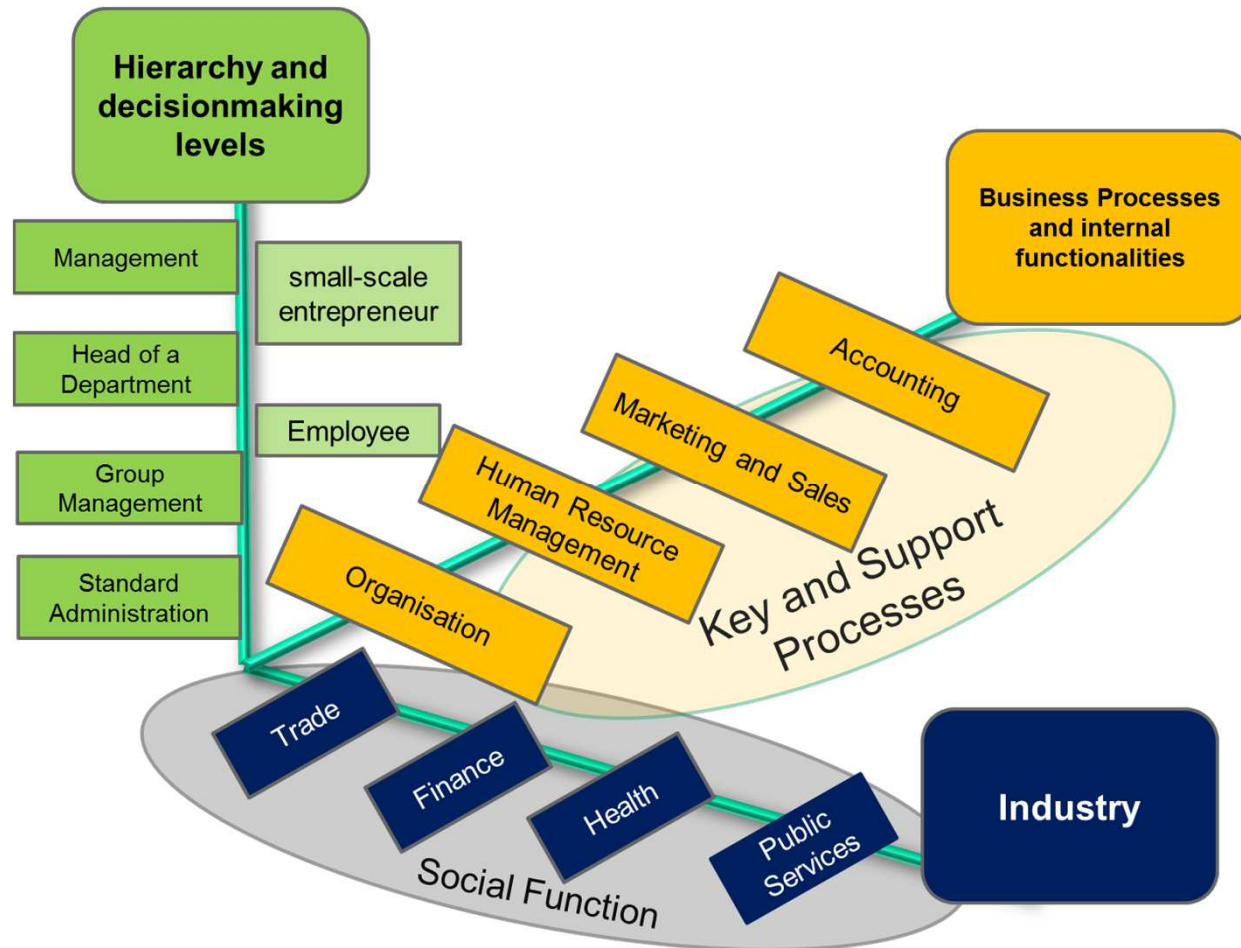 Hierarchy and
decisionmaking
levels
Management
small-scale
entrepreneur
Head of a
Department
Employee
Group
Management
Standard
Administration
Business Processes
and internal
functionalities
Accounting
Marketing and Sales
Human Resource
Management
Organisation
Key and Support
Processes
Trade
Finance
Health
Public
Services
Industry
Social Function